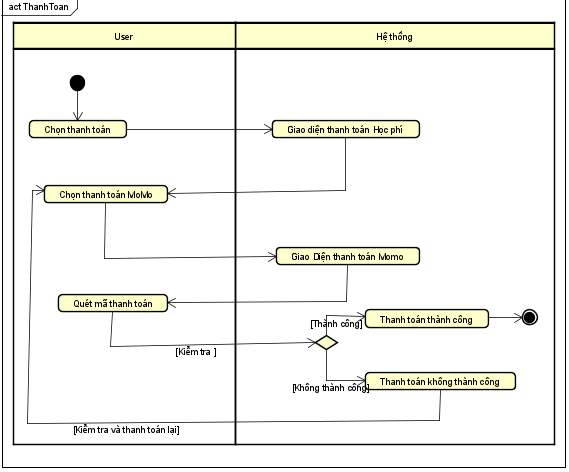 act ThanhToan
User
Hệ thống
Chọn thanh toán
Giao diện thanh toán Học phí
Chọn thanh toán MoMo
Giao Diện thanh toán Momo
Quét mã thanh toán
[Thành công]
Thanh toán thành công
[Kiểm tra ]
[Không thành công]
Thanh toán không thành công
[Kiểm tra và thanh toán lại]